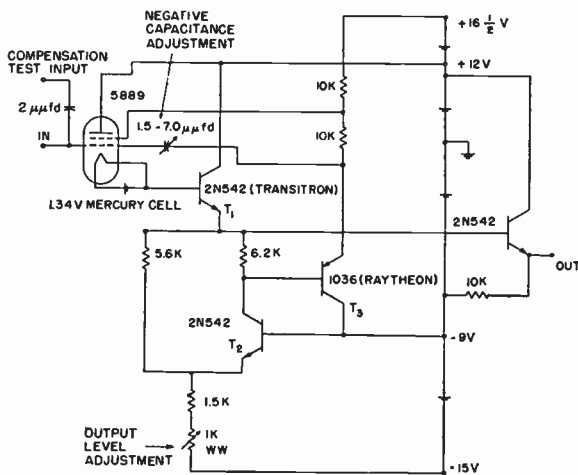 NEGATIVE
CAPACITANCE
ADJUSTMENT
COMPENSATION
TEST INPUT
5889
2 μμfd
IN
1.5-7.0μμfd
1.34V MERCURY CELL
10K
10K
+16 1/2 V
+12V
2N542 (TRANSITRON)
T1
2N542
OUT
5.6K
6.2K
1036 (RAYTHEON)
T3
10K
2N542
T2
-9V
1.5K
OUTPUT
LEVEL
ADJUSTMENT
1K
WW
-15V